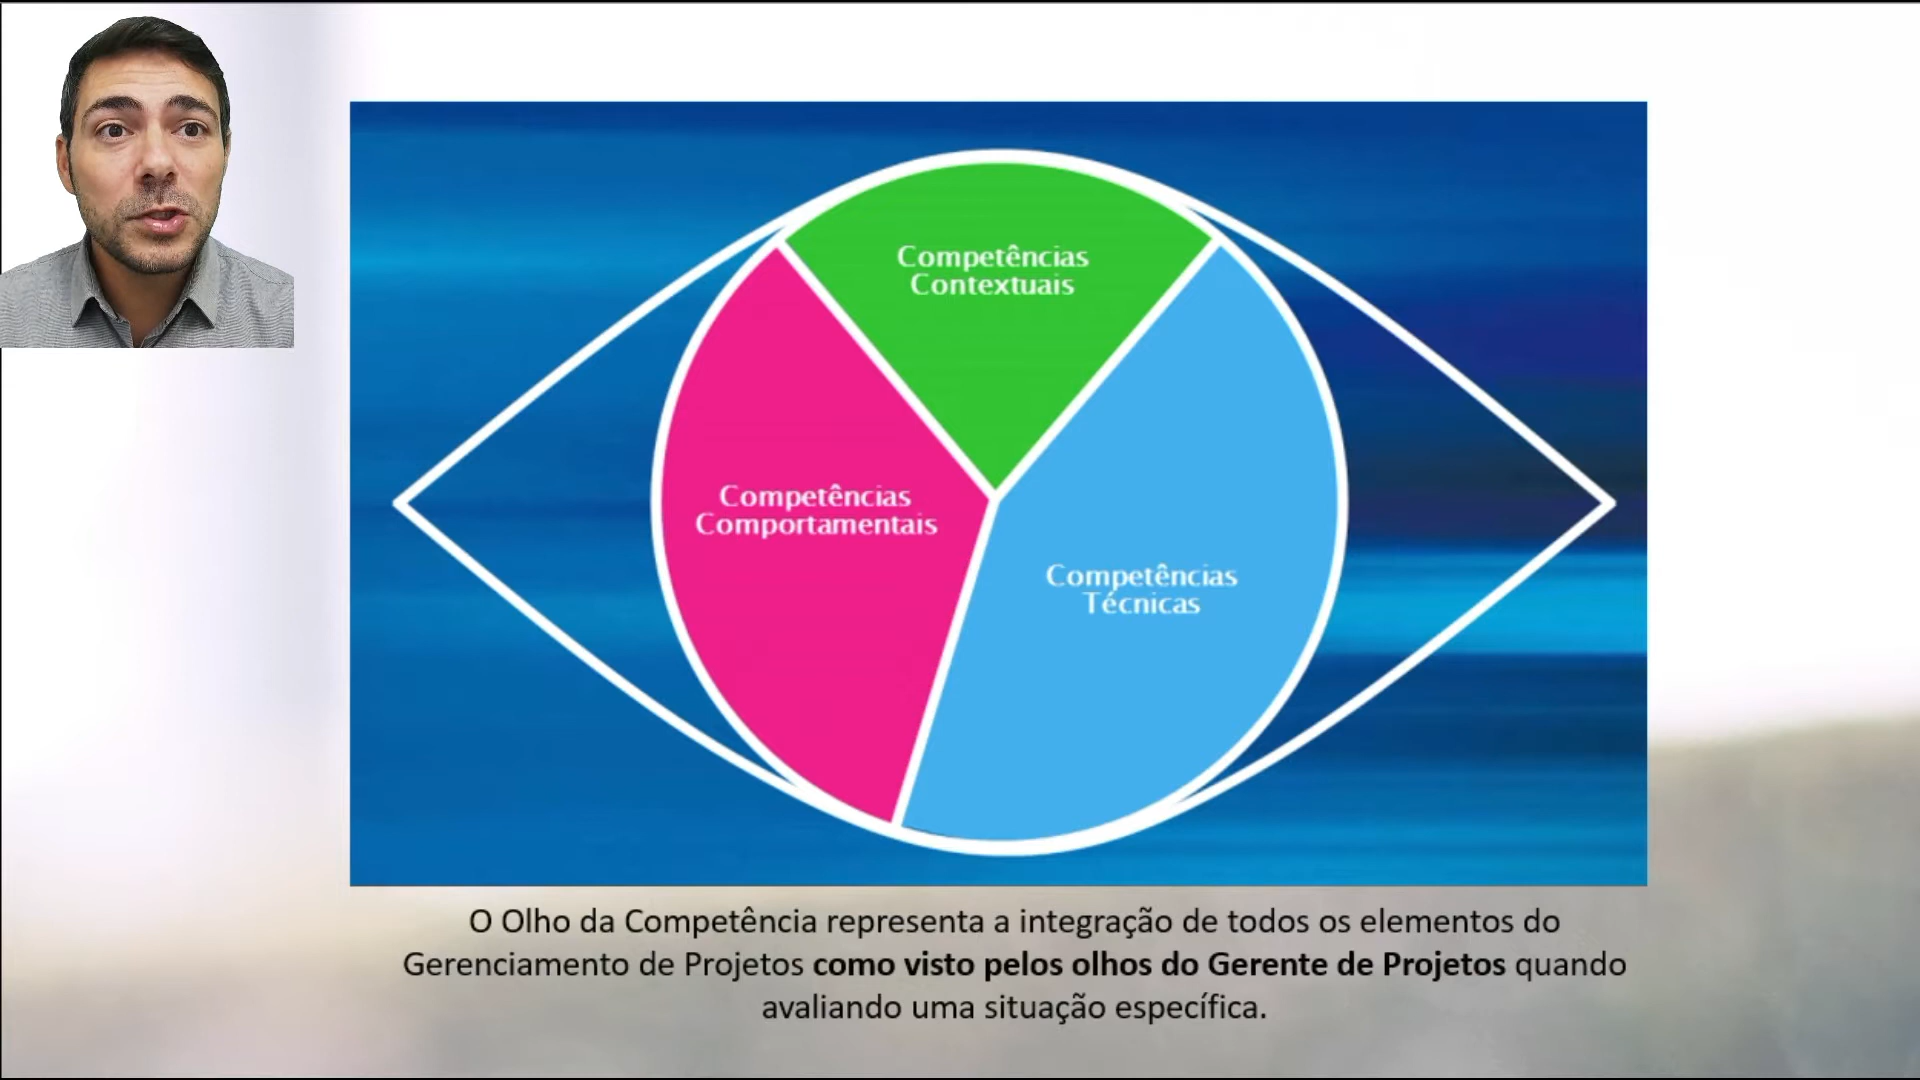 Competências
Contextuais
Competências
Comportamentais
Competências
Técnicas
O Olho da Competência representa a integração de todos os elementos do
Gerenciamento de Projetos como visto pelos olhos do Gerente de Projetos quando
avaliando uma situação específica.